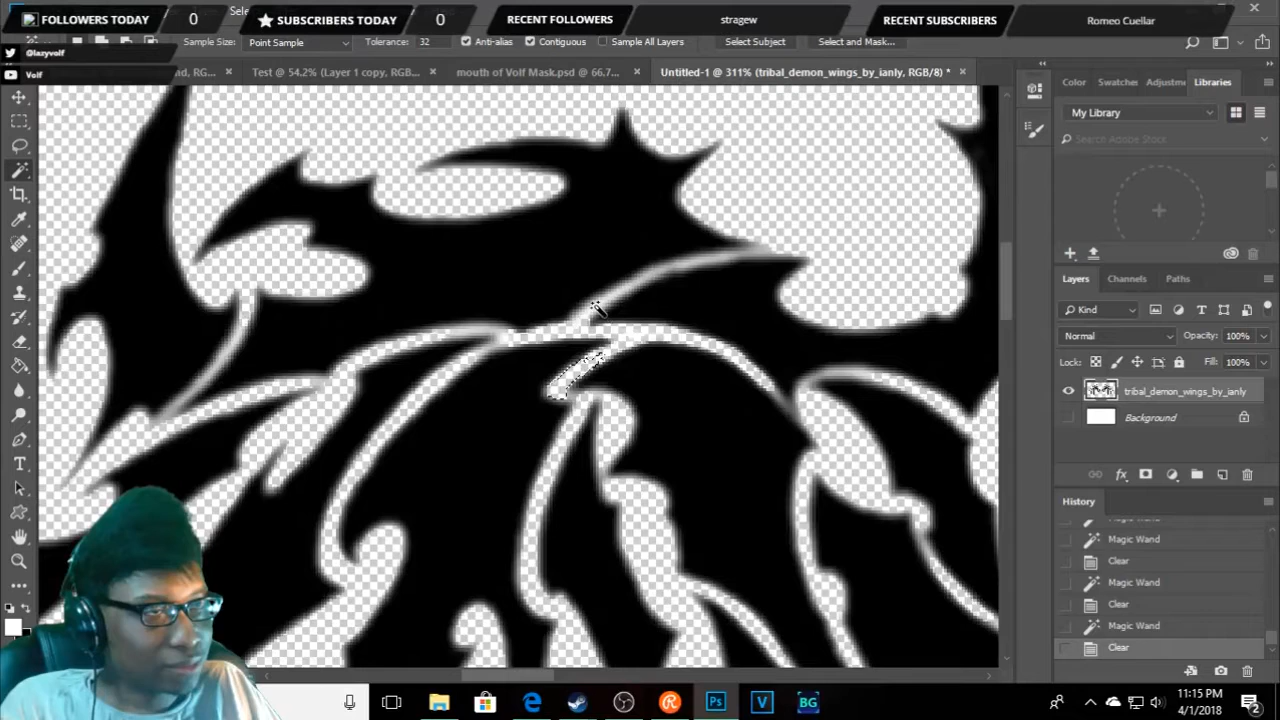 FOLLOWERS TODAY 0 SUBSCRIBERS TODAY 0 RECENT FOLLOWERS stragew RECENT SUBSCRIBERS Romeo Cuellar
Sample Size: Point Sample Tolerance: 32 Anti-alias Contiguous Sample All Layers Select Subject Select and Mask...
@lazyvolf
Volf
nd, RG... × Test @ 54.2% (Layer 1 copy, RGB... × mouth of Volf Mask.psd @ 66.7... × Untitled-1 @ 311% (tribal_demon_wings_by_ianly, RGB/8) * ×
Color Swatches Adjustme Libraries
My Library
Search Adobe Stock
Layers Channels Paths
Kind
Normal Opacity: 100%
Lock: Fill: 100%
tribal_demon_wings_by_ianly
Background
fx
History
Magic Wand
Magic Wand
Clear
Magic Wand
Clear
Magic Wand
Clear
Ps V BG
11:15 PM
4/1/2018
2